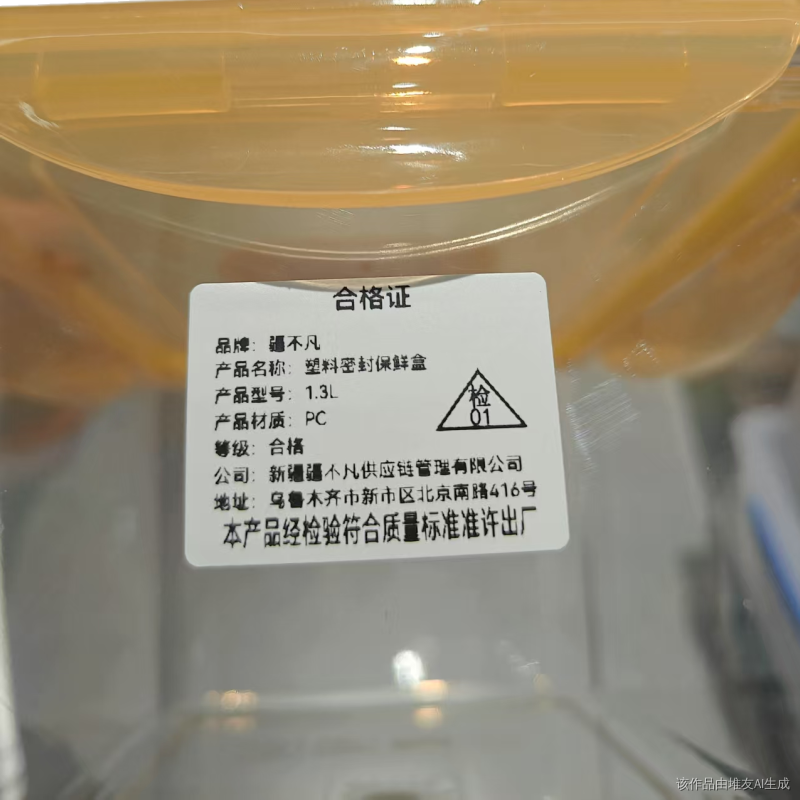 合格证
品牌：疆不凡
产品名称：塑料密封保鲜盒
产品型号：1.3L
产品材质：PC
等级：合格
检
01
公司：新疆疆不凡供应链管理有限公司
地址：乌鲁木齐市新市区北京南路416号
本产品经检验符合质量标准准许出厂
该作品由堆友AI生成